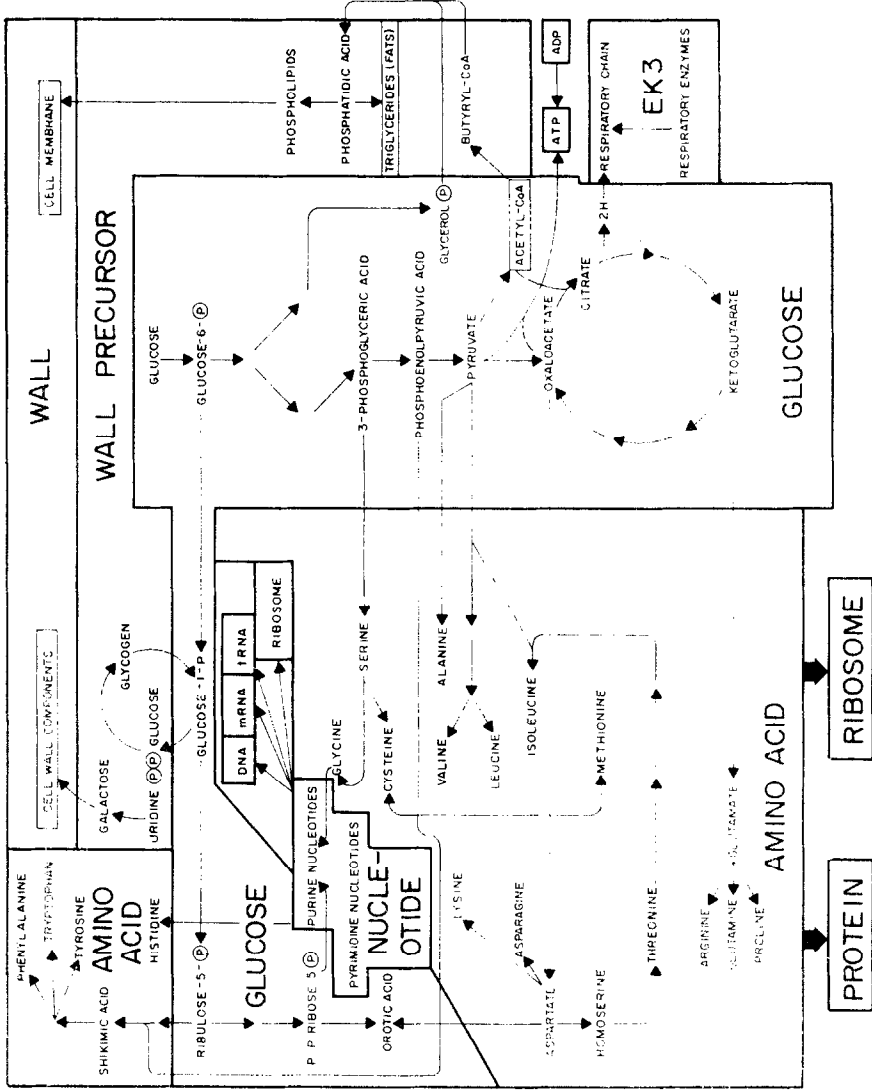 WALL
CELL MEMBRANE
WALL PRECURSOR
PHOSPHOLIPIDS
PHOSPHATIDIC ACID
TRIGLYCERIDES (FATS)
BUTYRYL-CoA
ADP
ATP
RESPIRATORY CHAIN
EK3
RESPIRATORY ENZYMES
GLUCOSE
GLUCOSE-6-P
3-PHOSPHOGLYCERIC ACID
GLYCEROL P
PHOSPHOENOLPYRUVIC ACID
PYRUVATE
ACETYL-CoA
OXALOACETATE
CITRATE
2H
KETOGLUTARATE
GLUCOSE
CELL WALL COMPONENTS
GALACTOSE
GLYCOGEN
URIDINE P P GLUCOSE
GLUCOSE-1-P
DNA
mRNA
tRNA
RIBOSOME
PHENYLALANINE
TRYPTOPHAN
TYROSINE
SHIKIMIC ACID
AMINO
ACID
HISTIDINE
RIBULOSE-5-P
GLUCOSE
P P RIBOSE 5 P
PURINE NUCLEOTIDES
PYRIMIDINE NUCLEOTIDES
NUCLE-
OTIDE
OROTIC ACID
GLYCINE
SERINE
CYSTEINE
ALANINE
VALINE
LEUCINE
ISOLEUCINE
LYSINE
ASPARAGINE
ASPARTATE
HOMOSERINE
METHIONINE
THREONINE
ARGININE
GLUTAMINE
GLUTAMATE
PROLINE
AMINO ACID
PROTEIN
RIBOSOME